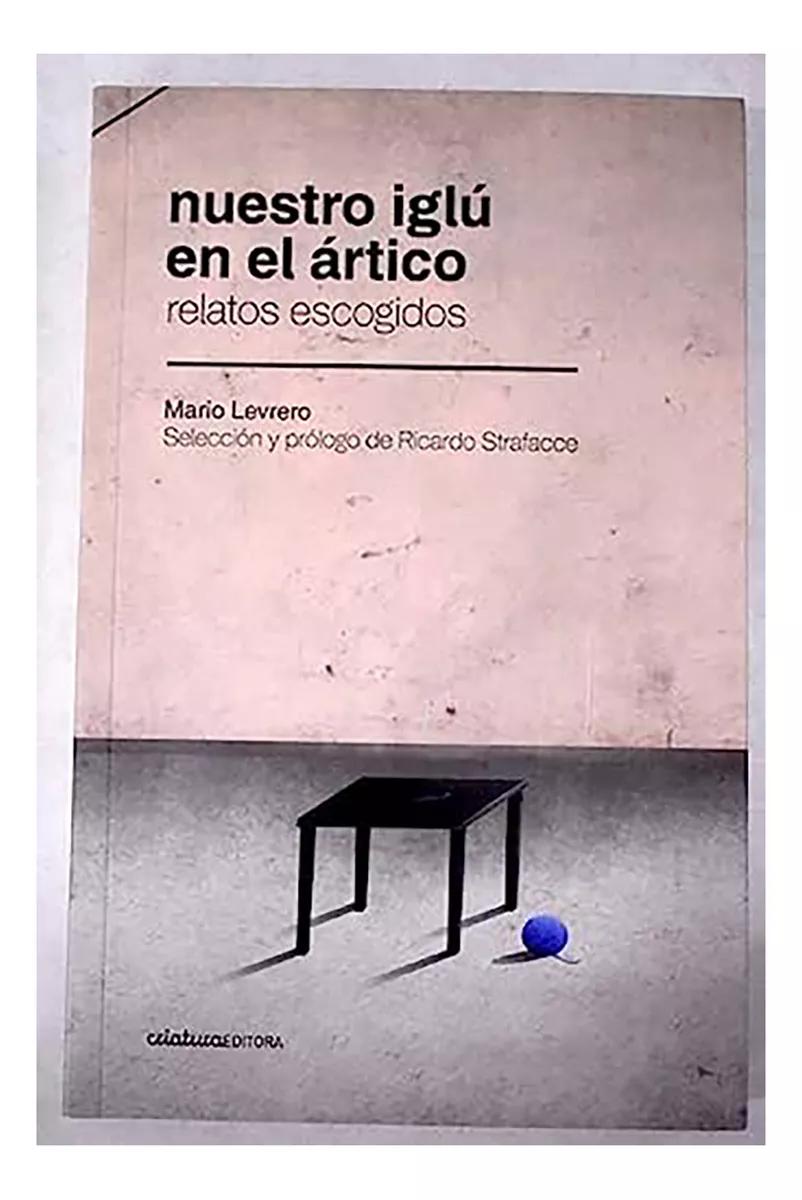 nuestro iglú
en el ártico
relatos escogidos
Mario Levrero
Selección y prólogo de Ricardo Strafacce
criaturaEDITORA